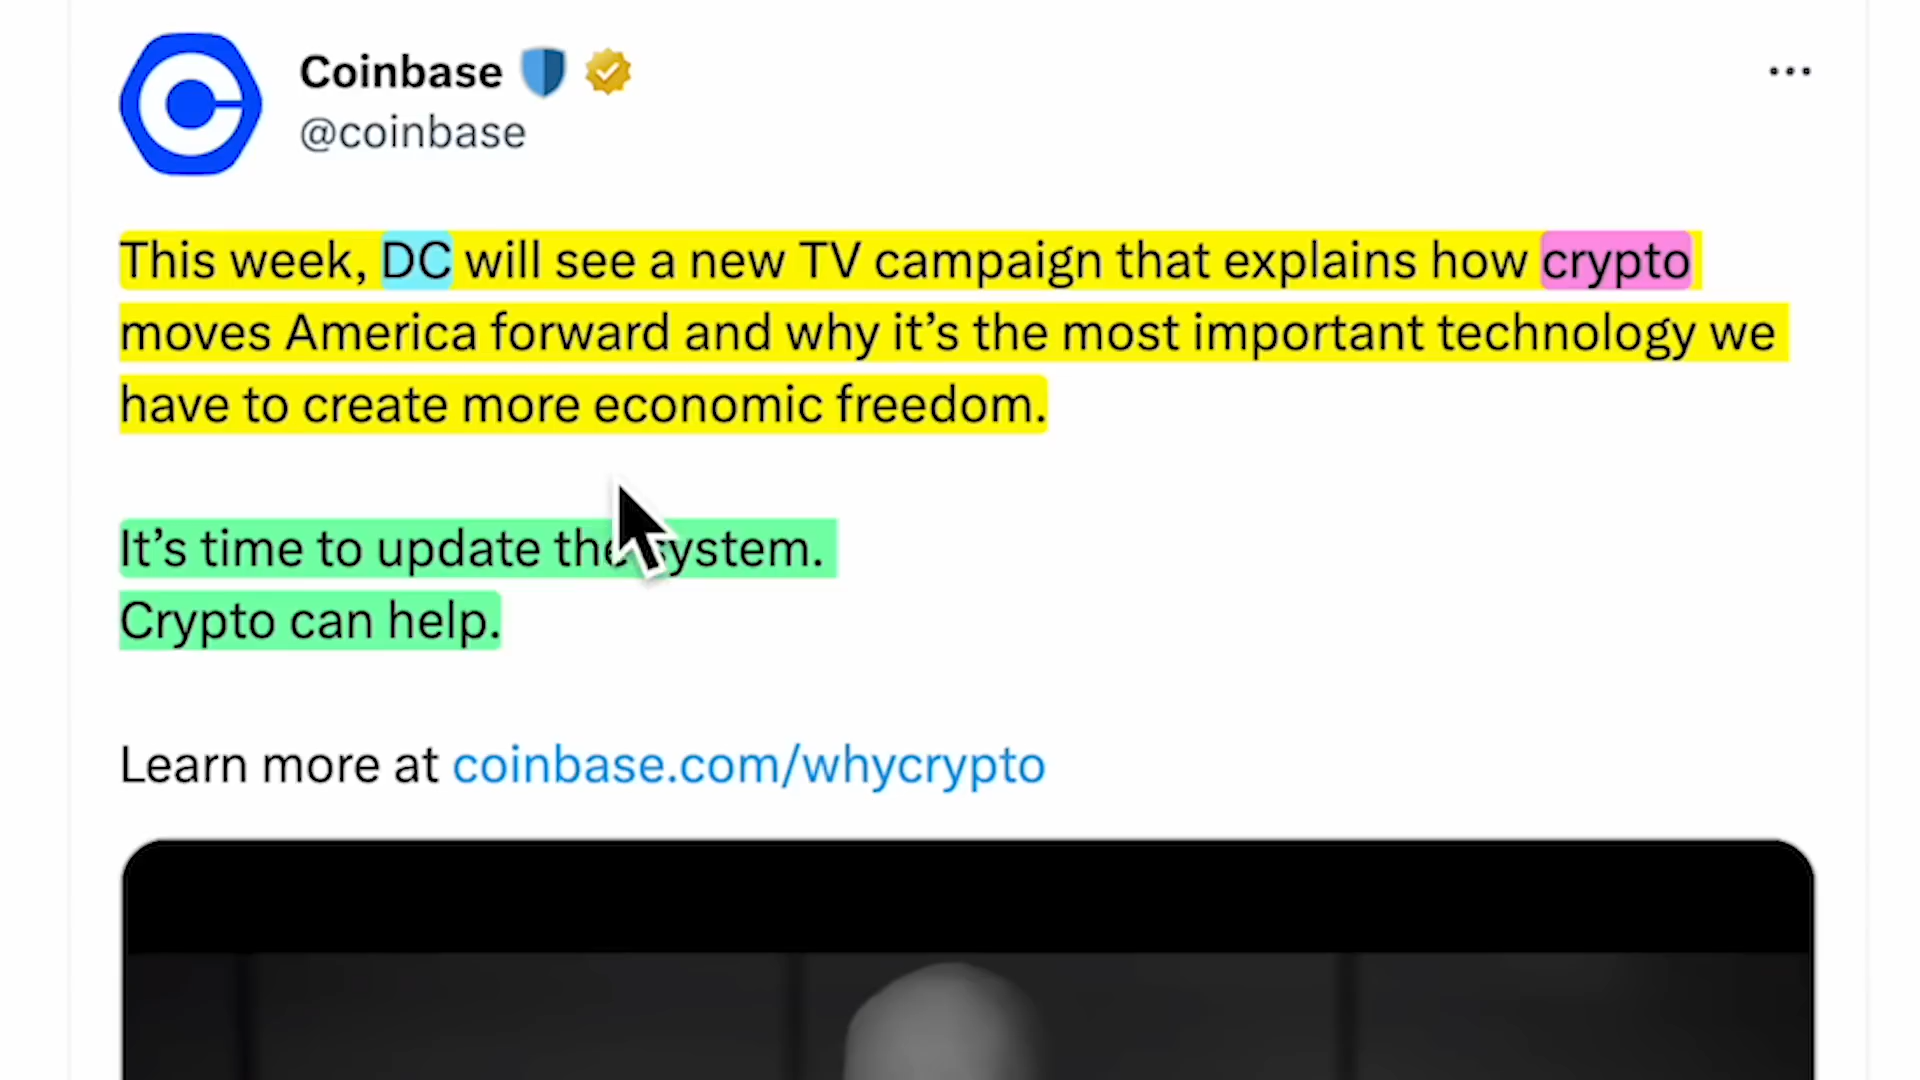 Coinbase
@coinbase
This week, DC will see a new TV campaign that explains how crypto
moves America forward and why it’s the most important technology we
have to create more economic freedom.
It’s time to update the system.
Crypto can help.
Learn more at coinbase.com/whycrypto